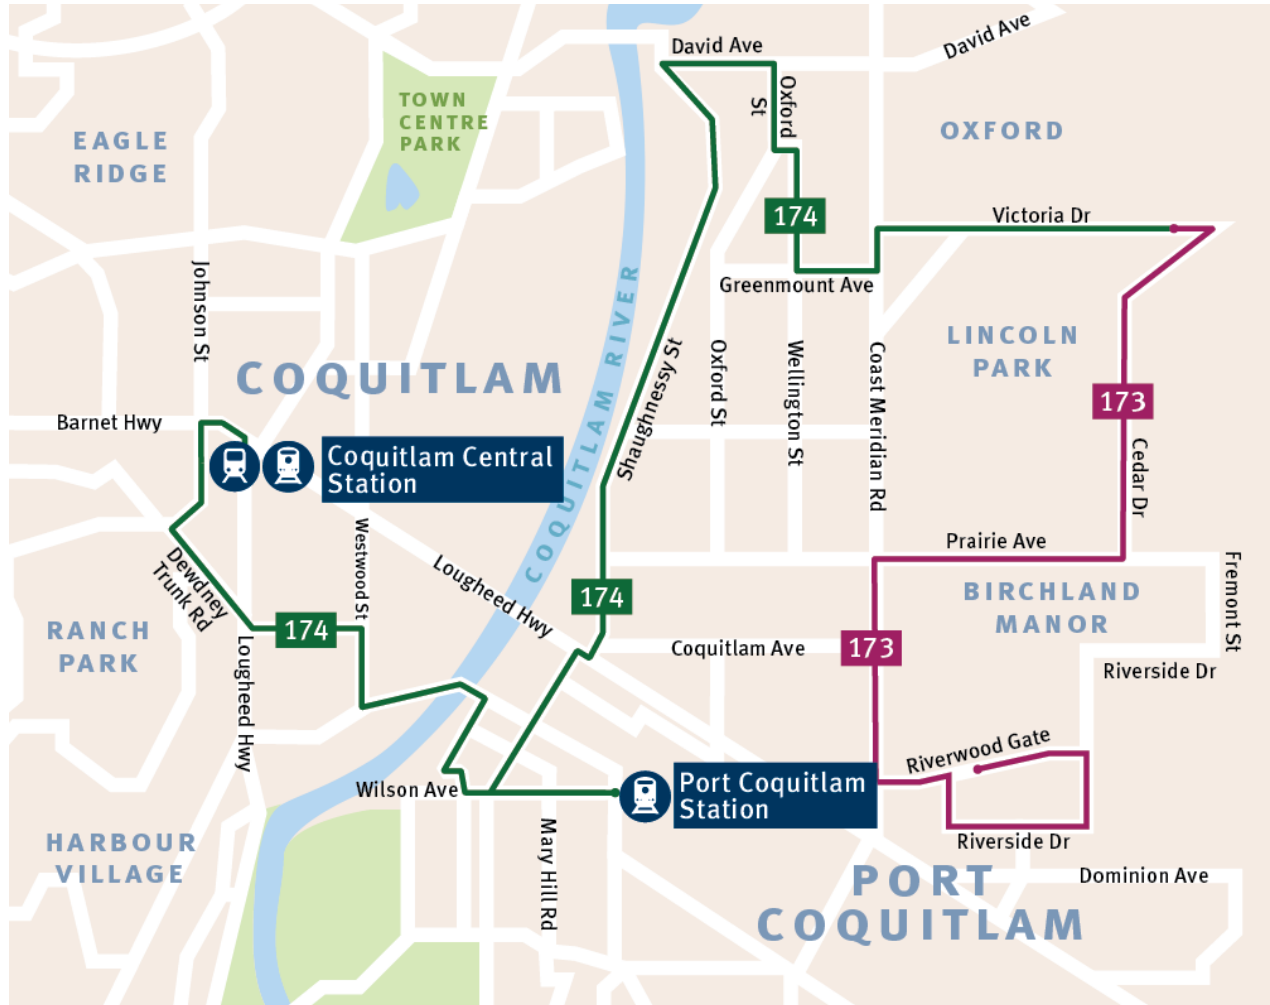 David Ave
David Ave
TOWN
CENTRE
PARK
Oxford
St
EAGLE
RIDGE
OXFORD
174
Victoria Dr
Johnson St
COQUITLAM RIVER
Greenmount Ave
LINCOLN
PARK
COQUITLAM
Shaughnessy St
Oxford St
Wellington St
Coast Meridian Rd
173
Barnet Hwy
Coquitlam Central
Station
Cedar Dr
Westwood St
Prairie Ave
Dewdney
Trunk Rd
Lougheed Hwy
174
BIRCHLAND
MANOR
Fremont St
RANCH
PARK
174
Lougheed Hwy
Coquitlam Ave
173
Riverside Dr
Riverwood Gate
Wilson Ave
Port Coquitlam
Station
Mary Hill Rd
HARBOUR
VILLAGE
Riverside Dr
Dominion Ave
PORT
COQUITLAM